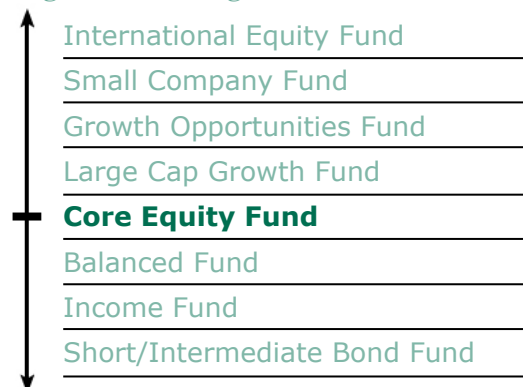 International Equity Fund
Small Company Fund
Growth Opportunities Fund
Large Cap Growth Fund
Core Equity Fund
Balanced Fund
Income Fund
Short/Intermediate Bond Fund